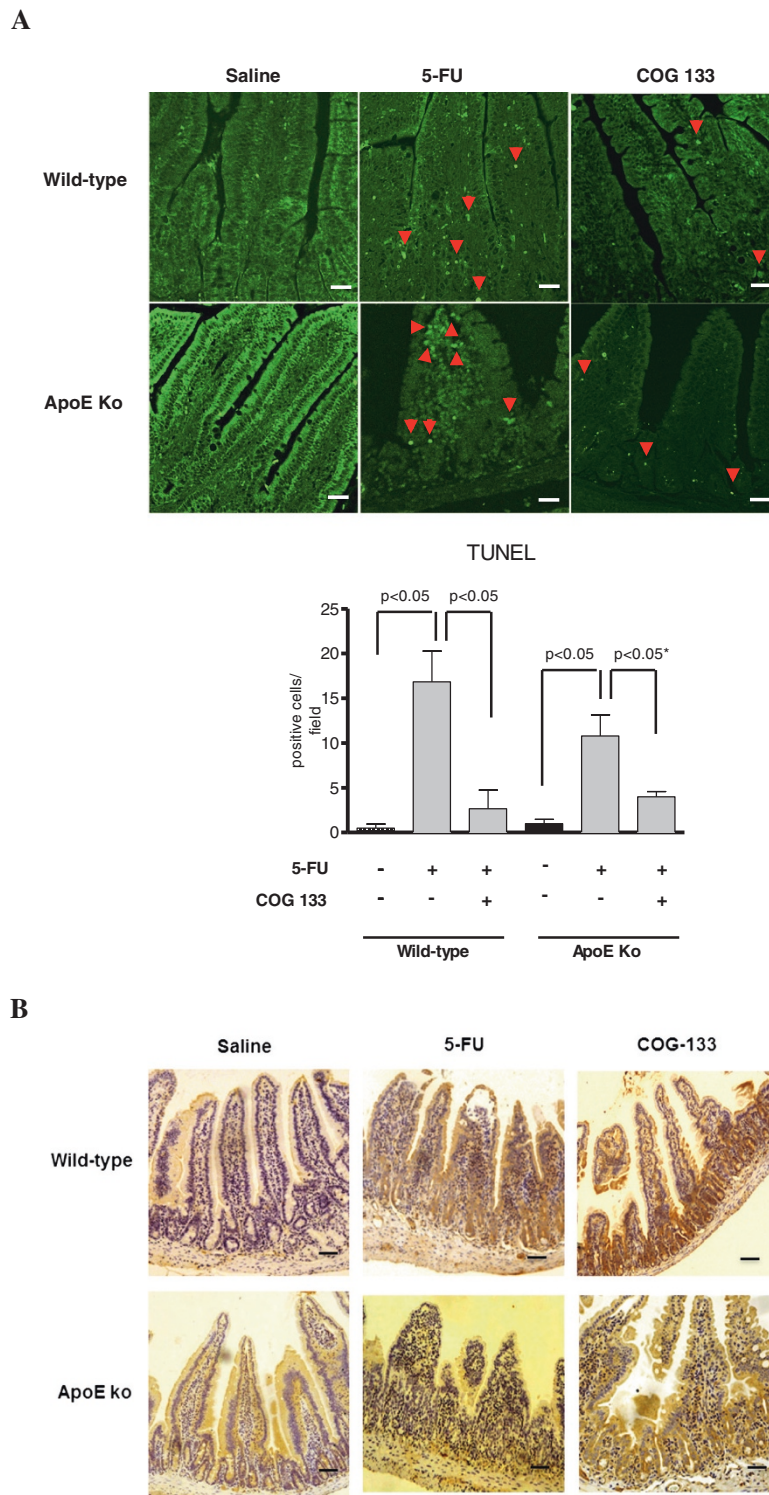 A
Saline 5-FU COG 133
Wild-type
ApoE Ko
TUNEL
positive cells/
field
25
20
15
10
5
0
p<0.05 p<0.05
p<0.05 p<0.05*
5-FU - + + - + +
COG 133 - - + - - +
Wild-type ApoE Ko
B
Saline 5-FU COG-133
Wild-type
ApoE ko